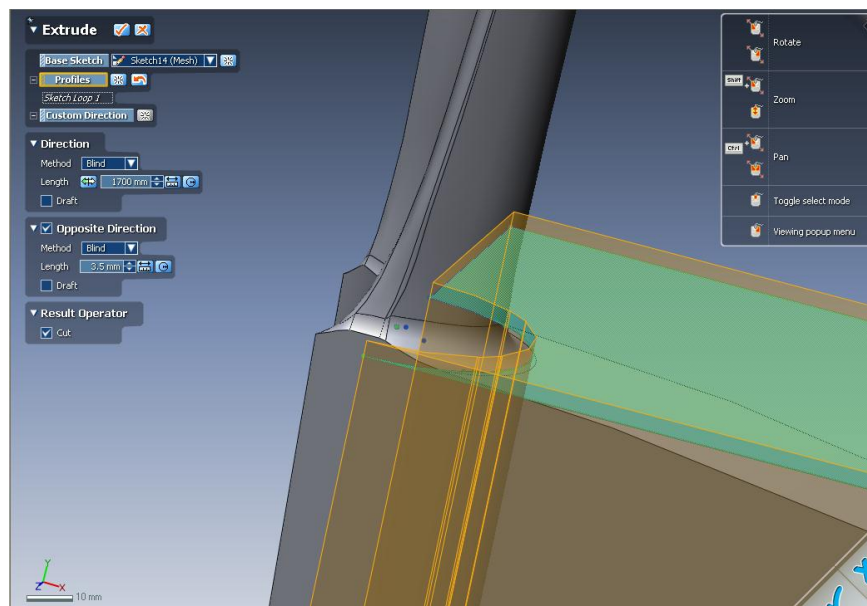 Extrude
Base Sketch Sketch14 (Mesh)
Profiles
Sketch Loop 1
Custom Direction
Direction
Method Blind
Length 1700 mm
Draft
Opposite Direction
Method Blind
Length 3.5 mm
Draft
Result Operator
Cut
Rotate
Shift + Zoom
Ctrl + Pan
Toggle select mode
Viewing popup menu
Y
Z X
10 mm